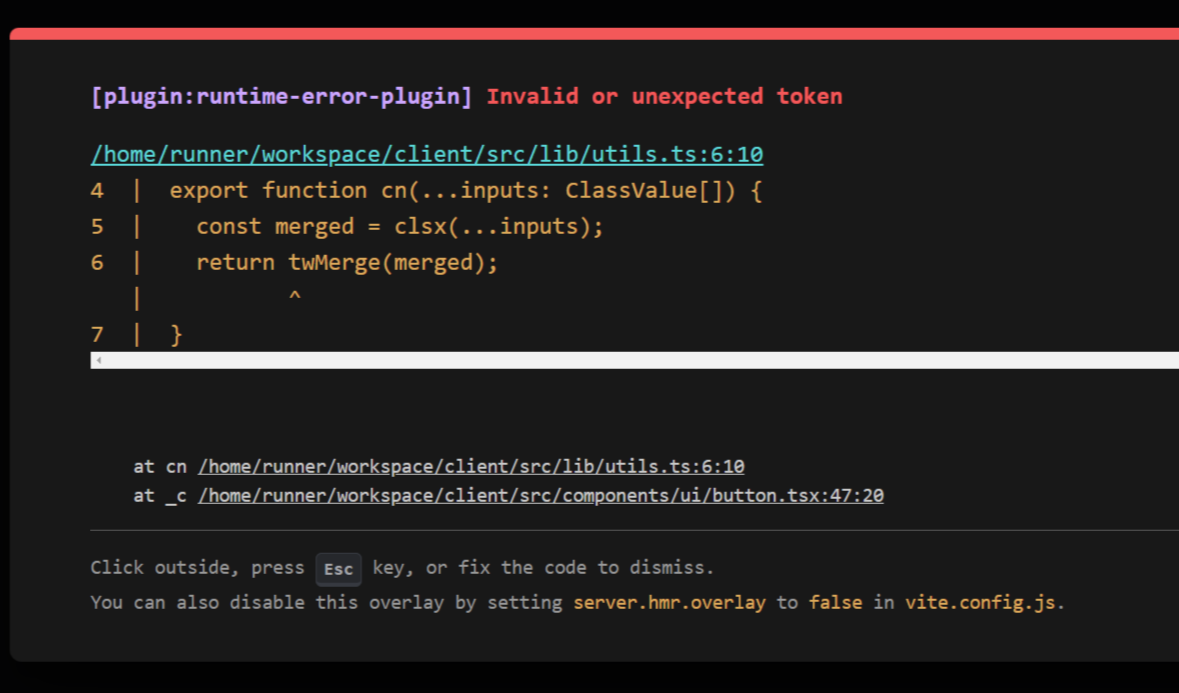 [plugin:runtime-error-plugin] Invalid or unexpected token
/home/runner/workspace/client/src/lib/utils.ts:6:10
4 | export function cn(...inputs: ClassValue[]) {
5 | const merged = clsx(...inputs);
6 | return twMerge(merged);
| ^
7 | }
at cn /home/runner/workspace/client/src/lib/utils.ts:6:10
at _c /home/runner/workspace/client/src/components/ui/button.tsx:47:20
Click outside, press Esc key, or fix the code to dismiss.
You can also disable this overlay by setting server.hmr.overlay to false in vite.config.js.